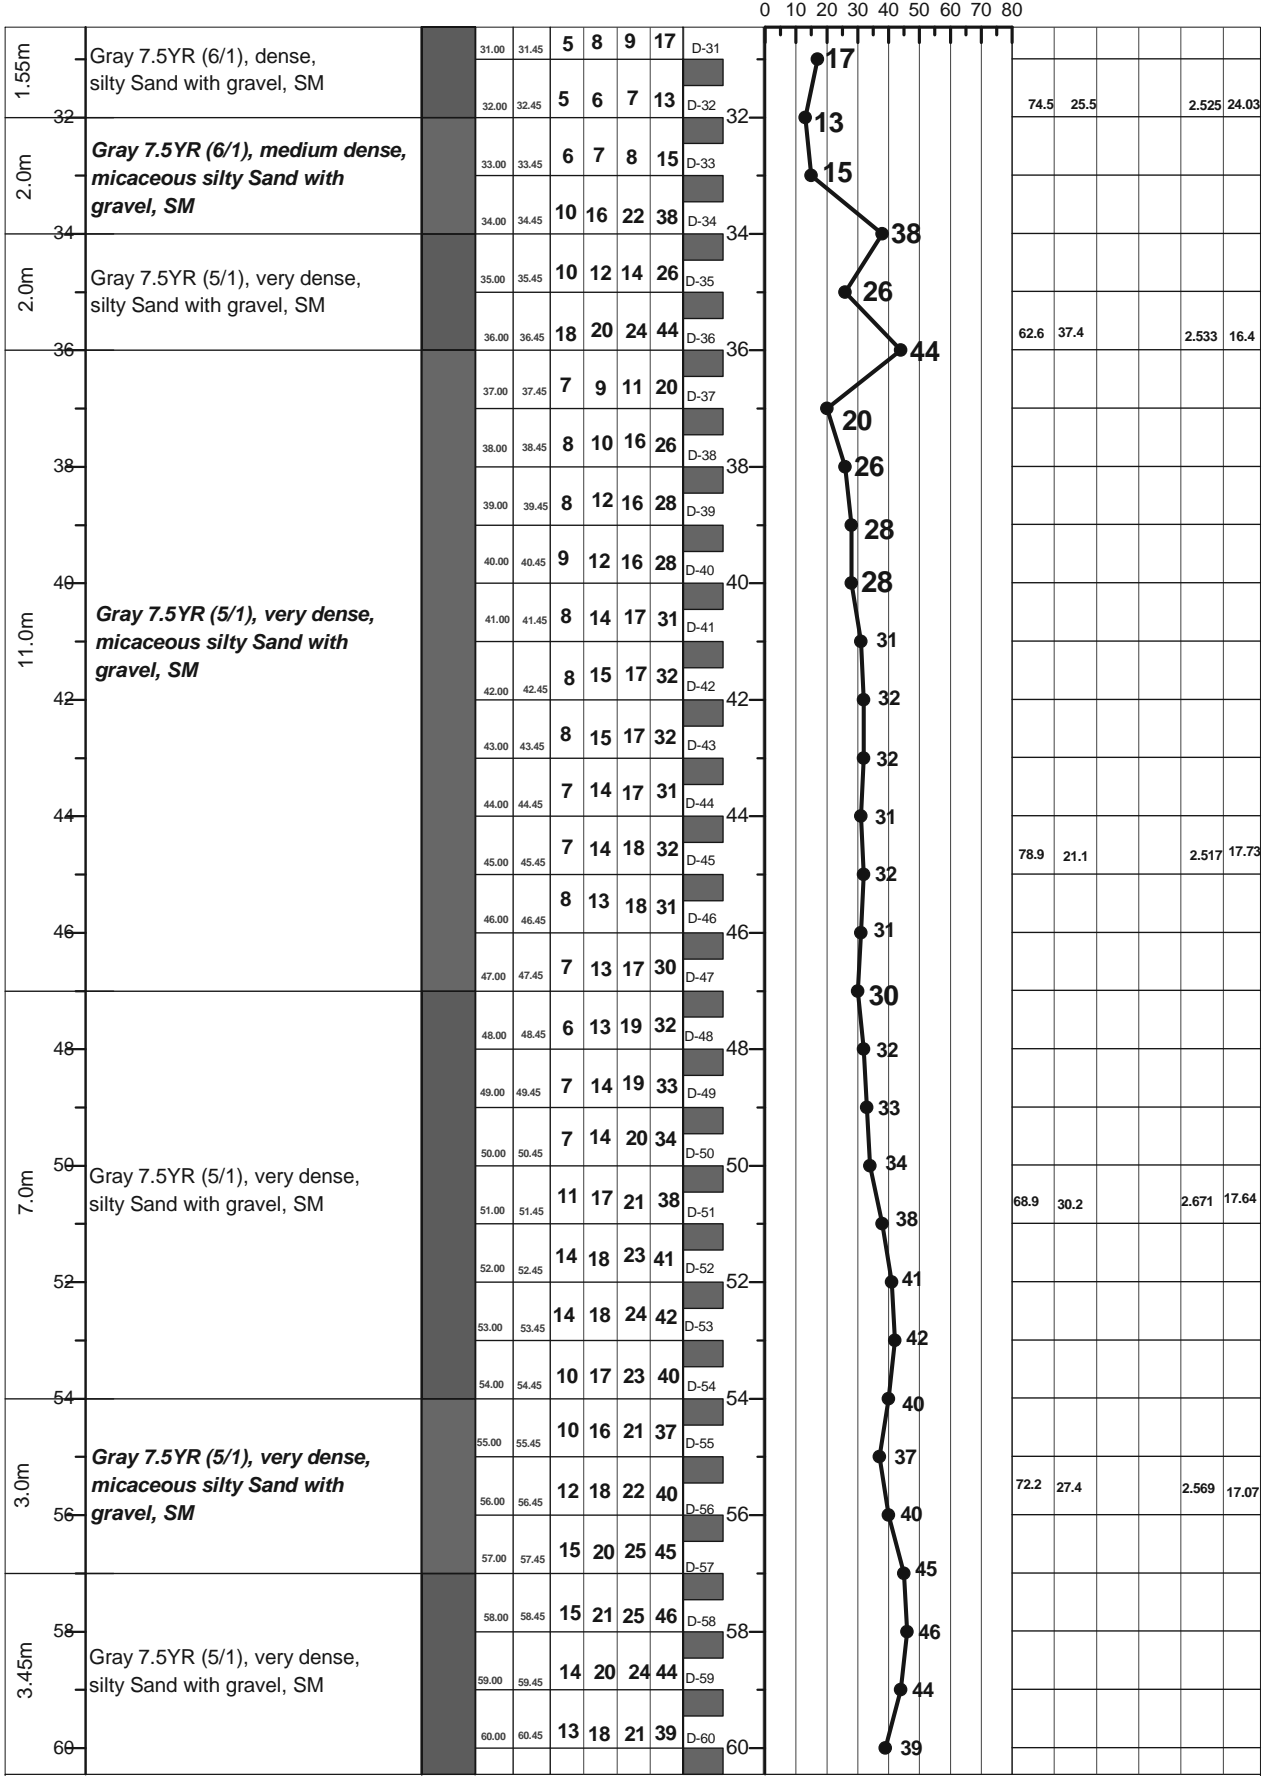 0 10 20 30 40 50 60 70 80
1.55m
Gray 7.5YR (6/1), dense,
silty Sand with gravel, SM
31.00 31.45 5 8 9 17 D-31
17
32.00 32.45 5 6 7 13 D-32
74.5 25.5 2.525 24.03
32 32
13
2.0m
Gray 7.5YR (6/1), medium dense,
micaceous silty Sand with
gravel, SM
33.00 33.45 6 7 8 15 D-33
15
34.00 34.45 10 16 22 38 D-34
34 34
38
2.0m
Gray 7.5YR (5/1), very dense,
silty Sand with gravel, SM
35.00 35.45 10 12 14 26 D-35
26
36.00 36.45 18 20 24 44 D-36
62.6 37.4 2.533 16.4
36 36
44
11.0m
Gray 7.5YR (5/1), very dense,
micaceous silty Sand with
gravel, SM
37.00 37.45 7 9 11 20 D-37
20
38.00 38.45 8 10 16 26 D-38
38 38
26
39.00 39.45 8 12 16 28 D-39
28
40.00 40.45 9 12 16 28 D-40
40 40
28
41.00 41.45 8 14 17 31 D-41
31
42.00 42.45 8 15 17 32 D-42
42 42
32
43.00 43.45 8 15 17 32 D-43
32
44.00 44.45 7 14 17 31 D-44
44 44
31
45.00 45.45 7 14 18 32 D-45
78.9 21.1 2.517 17.73
32
46.00 46.45 8 13 18 31 D-46
46 46
31
47.00 47.45 7 13 17 30 D-47
30
7.0m
Gray 7.5YR (5/1), very dense,
silty Sand with gravel, SM
48.00 48.45 6 13 19 32 D-48
48 48
32
49.00 49.45 7 14 19 33 D-49
33
50.00 50.45 7 14 20 34 D-50
50 50
34
51.00 51.45 11 17 21 38 D-51
68.9 30.2 2.671 17.64
38
52.00 52.45 14 18 23 41 D-52
52 52
41
53.00 53.45 14 18 24 42 D-53
42
54.00 54.45 10 17 23 40 D-54
54 54
40
3.0m
Gray 7.5YR (5/1), very dense,
micaceous silty Sand with
gravel, SM
55.00 55.45 10 16 21 37 D-55
37
56.00 56.45 12 18 22 40 D-56
72.2 27.4 2.569 17.07
56 56
40
57.00 57.45 15 20 25 45 D-57
45
3.45m
Gray 7.5YR (5/1), very dense,
silty Sand with gravel, SM
58.00 58.45 15 21 25 46 D-58
58 58
46
59.00 59.45 14 20 24 44 D-59
44
60.00 60.45 13 18 21 39 D-60
60 60
39